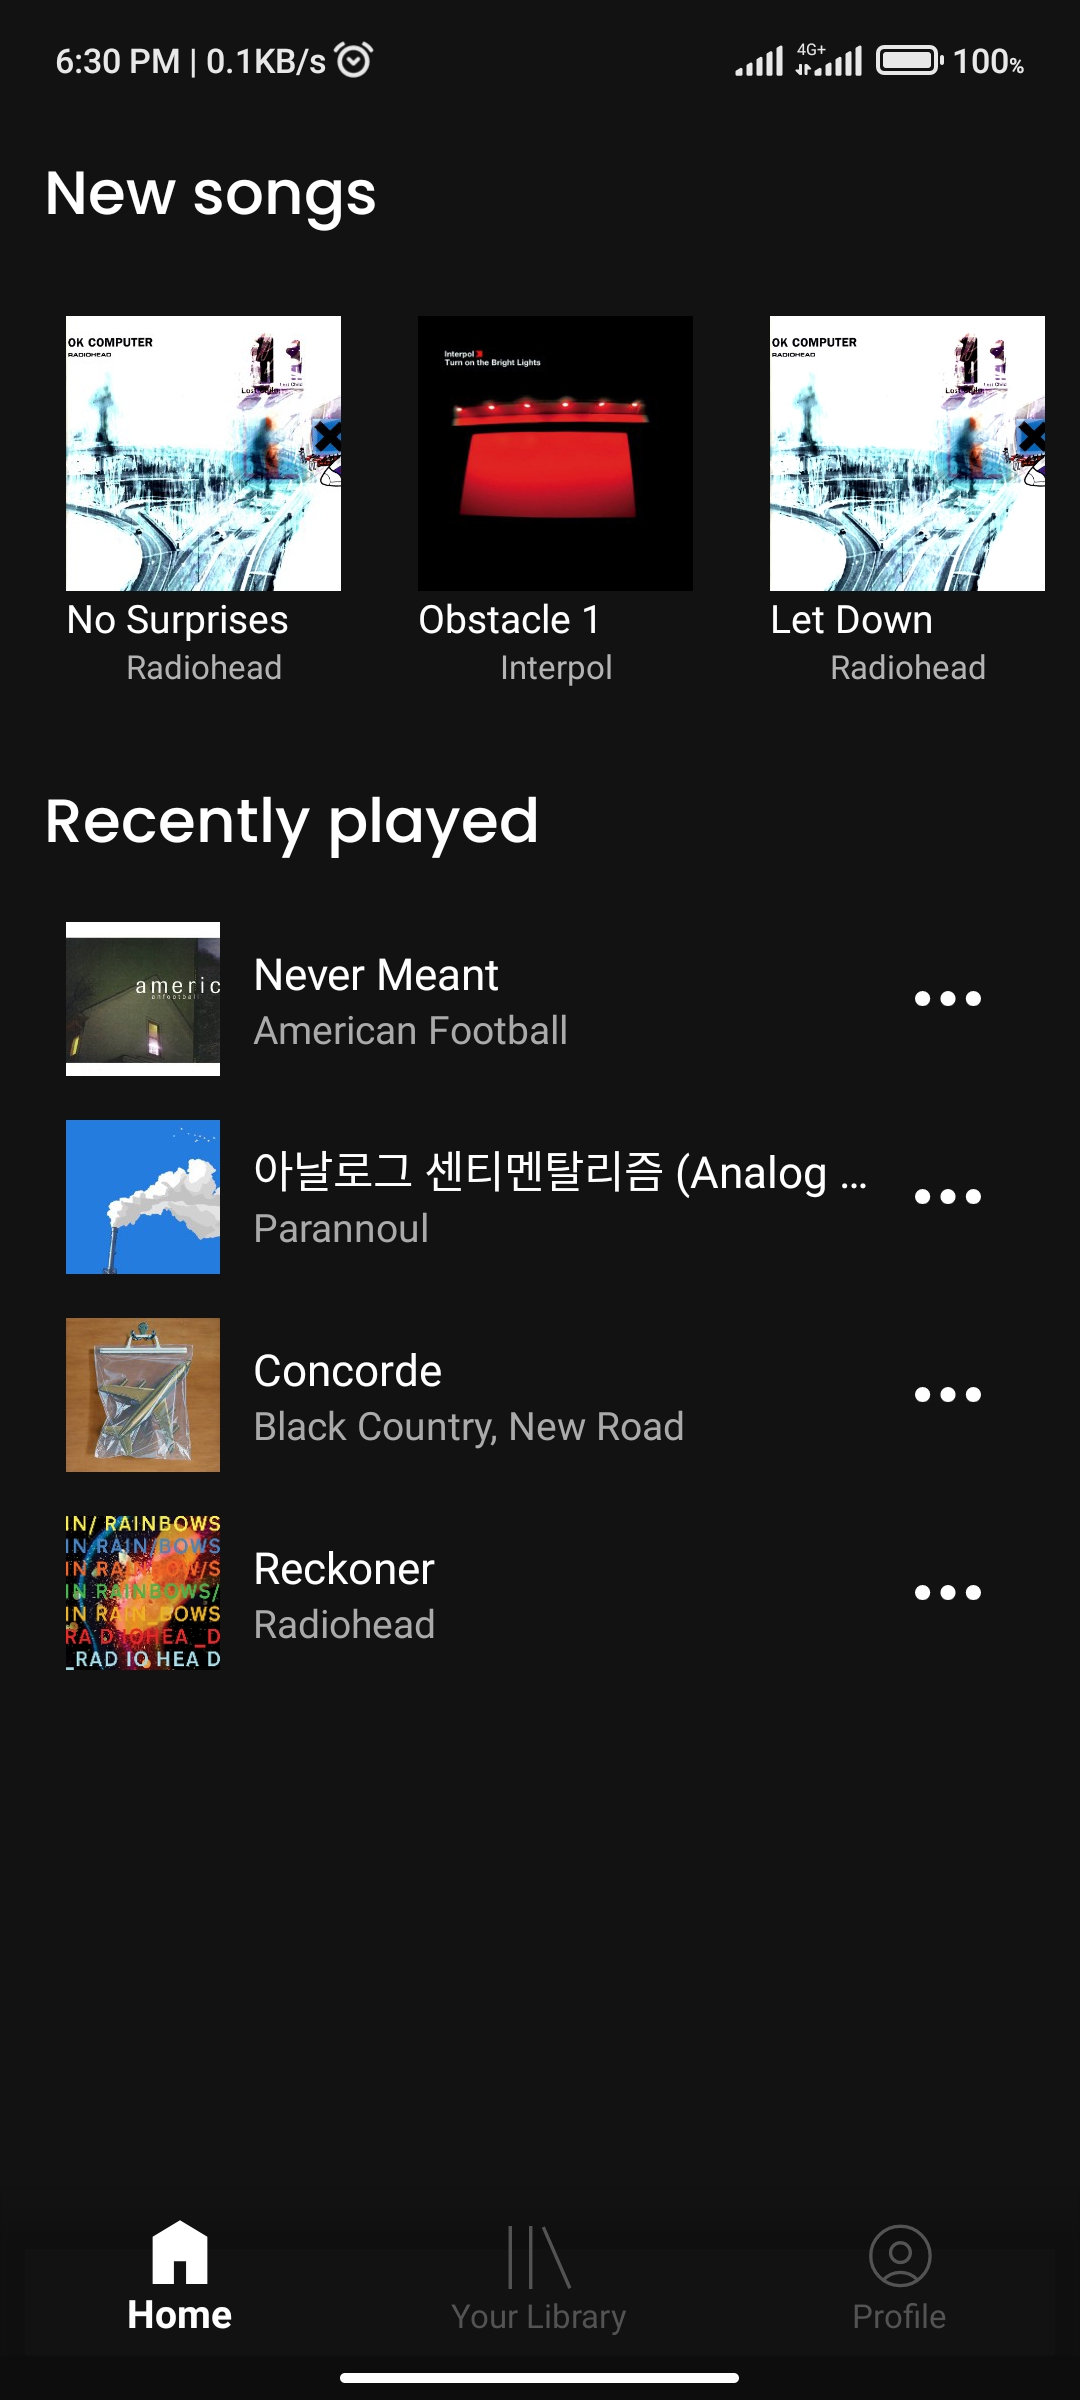 6:30 PM | 0.1KB/s
4G+
100%
New songs
OK COMPUTER
RADIOHEAD
Interpol
Turn on the Bright Lights
OK COMPUTER
RADIOHEAD
No Surprises
Obstacle 1
Let Down
Radiohead
Interpol
Radiohead
Recently played
americ
anfootball
Never Meant
American Football
아날로그 센티멘탈리즘 (Analog ...
Parannoul
Concorde
Black Country, New Road
IN/ RAINBOWS
IN RAIN/BOWS
IN RAINBOW/S
IN RAINBOWS/
IN RAIN_BOWS
RA D IOHEA _D
_RAD IO HEA D
Reckoner
Radiohead
Home
Your Library
Profile